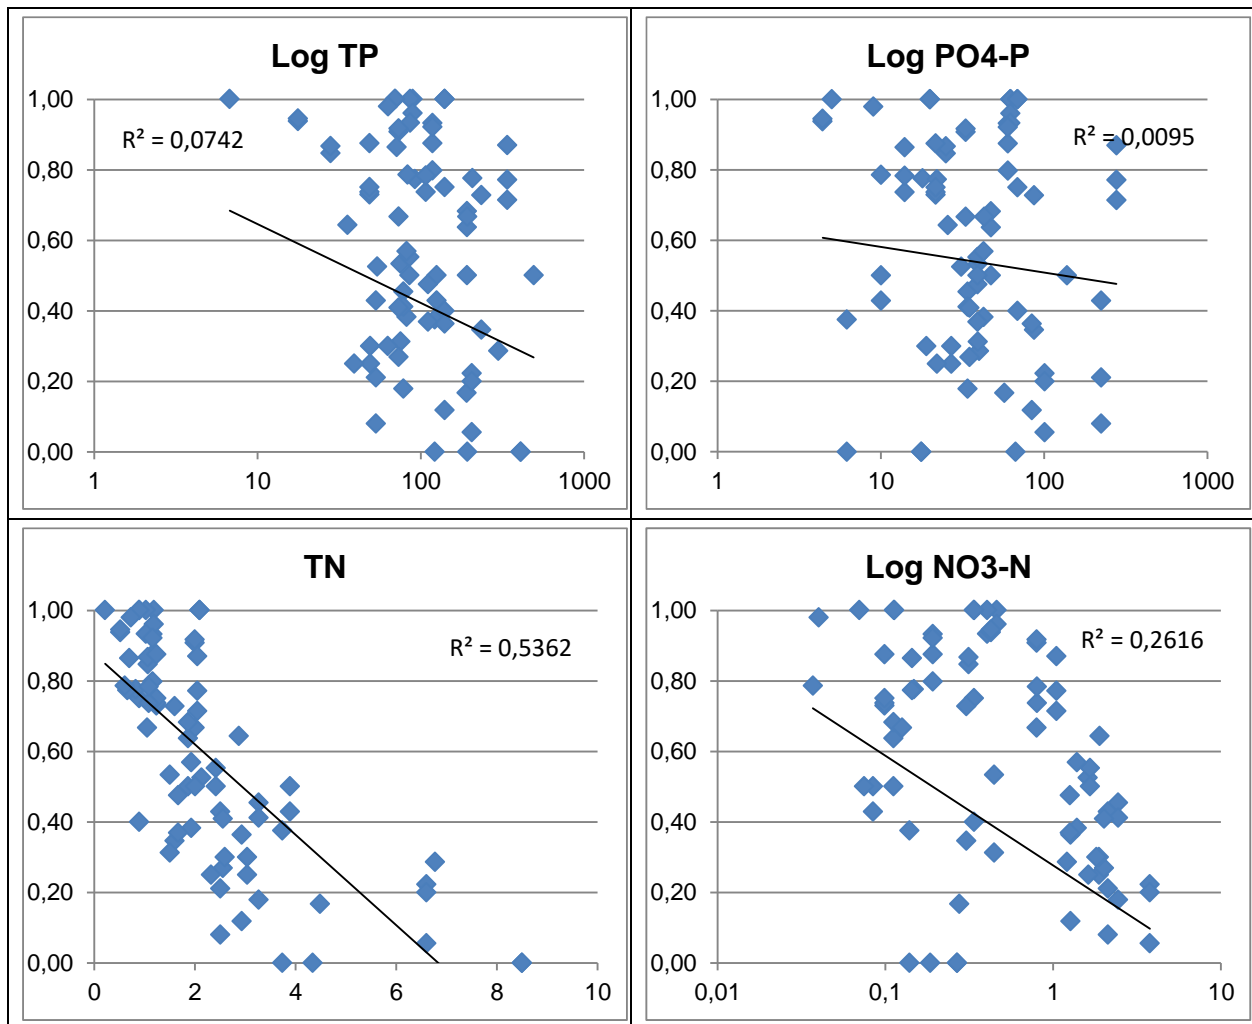 Log TP
1,00
R² = 0,0742
0,80
0,60
0,40
0,20
0,00
1 10 100 1000
Log PO4-P
1,00
R² = 0,0095
0,80
0,60
0,40
0,20
0,00
1 10 100 1000
TN
1,00
R² = 0,5362
0,80
0,60
0,40
0,20
0,00
0 2 4 6 8 10
Log NO3-N
1,00
R² = 0,2616
0,80
0,60
0,40
0,20
0,00
0,01 0,1 1 10